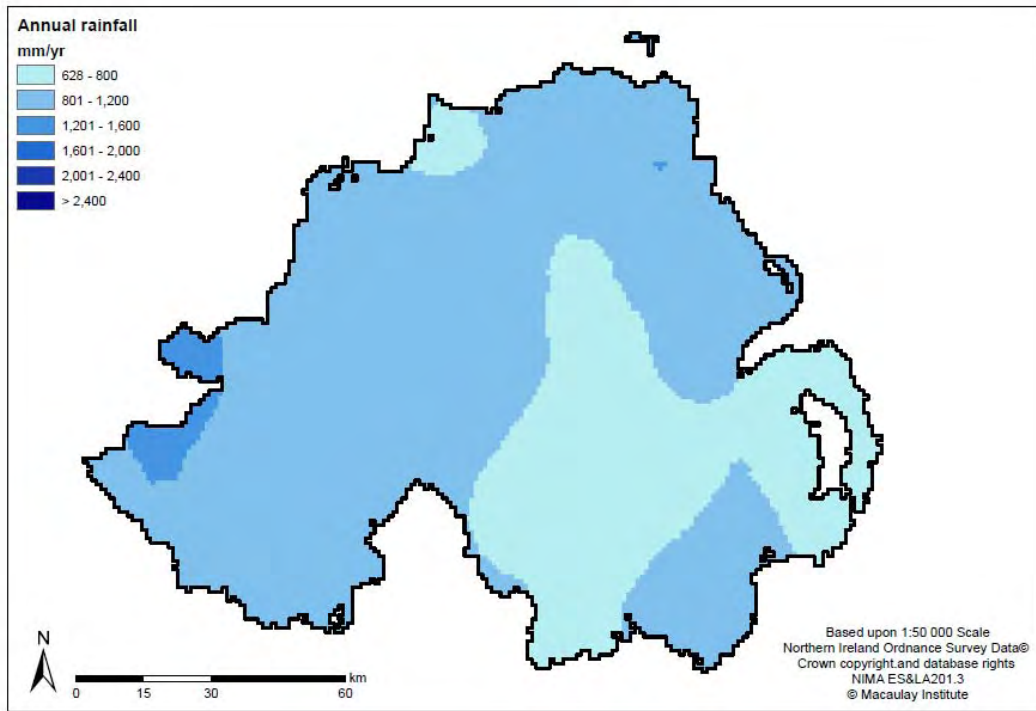 Annual rainfall
mm/yr
628 - 800
801 - 1,200
1,201 - 1,600
1,601 - 2,000
2,001 - 2,400
> 2,400
N
km
0 15 30 60
Based upon 1:50 000 Scale
Northern Ireland Ordnance Survey Data©
Crown copyright.and database rights
NIMA ES&LA201.3
© Macaulay Institute